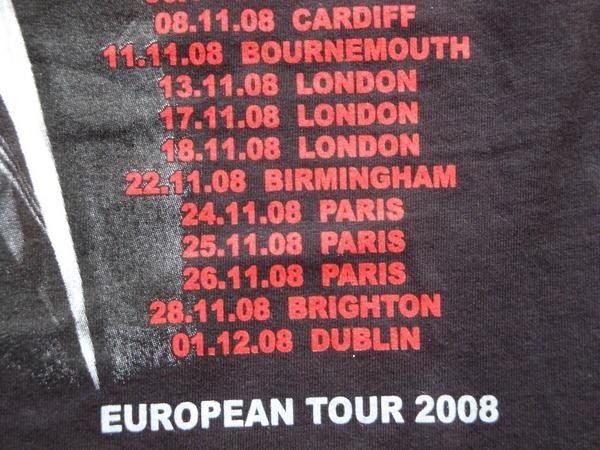 08.11.08 CARDIFF
11.11.08 BOURNEMOUTH
13.11.08 LONDON
17.11.08 LONDON
18.11.08 LONDON
22.11.08 BIRMINGHAM
24.11.08 PARIS
25.11.08 PARIS
26.11.08 PARIS
28.11.08 BRIGHTON
01.12.08 DUBLIN
EUROPEAN TOUR 2008